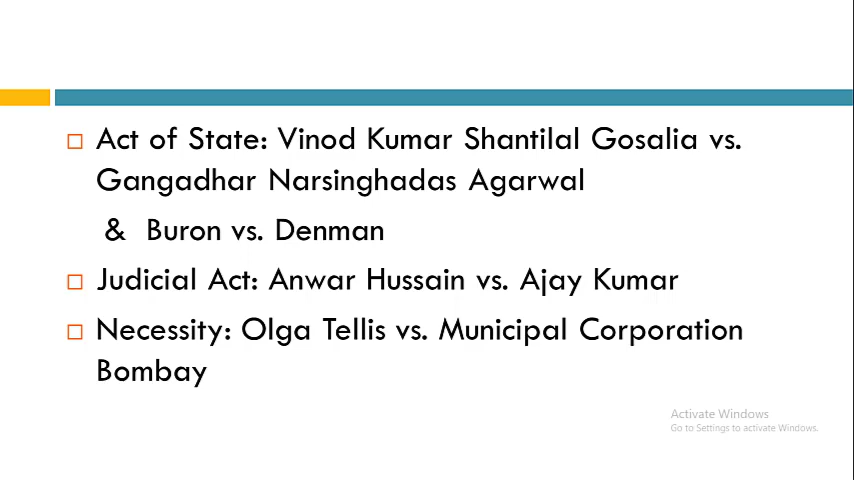 Act of State: Vinod Kumar Shantilal Gosalia vs.
Gangadhar Narsinghadas Agarwal
& Buron vs. Denman
Judicial Act: Anwar Hussain vs. Ajay Kumar
Necessity: Olga Tellis vs. Municipal Corporation
Bombay
Activate Windows
Go to Settings to activate Windows.